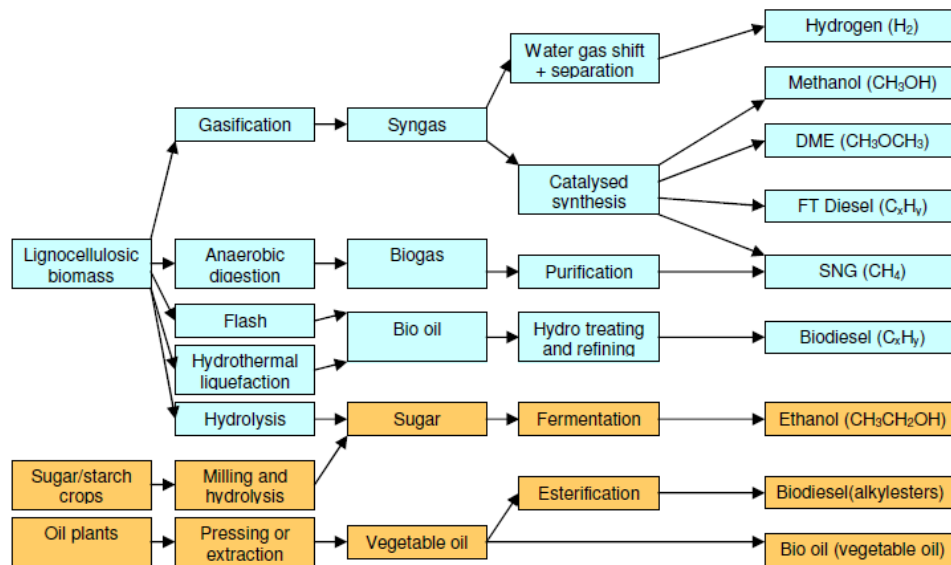 Hydrogen (H₂)
Water gas shift
+ separation
Methanol (CH₃OH)
Gasification
Syngas
DME (CH₃OCH₃)
Catalysed
synthesis
FT Diesel (CₓHᵧ)
Lignocellulosic
biomass
Anaerobic
digestion
Biogas
Purification
SNG (CH₄)
Flash
Bio oil
Hydro treating
and refining
Biodiesel (CₓHᵧ)
Hydrothermal
liquefaction
Hydrolysis
Sugar
Fermentation
Ethanol (CH₃CH₂OH)
Sugar/starch
crops
Milling and
hydrolysis
Esterification
Biodiesel(alkylesters)
Oil plants
Pressing or
extraction
Vegetable oil
Bio oil (vegetable oil)